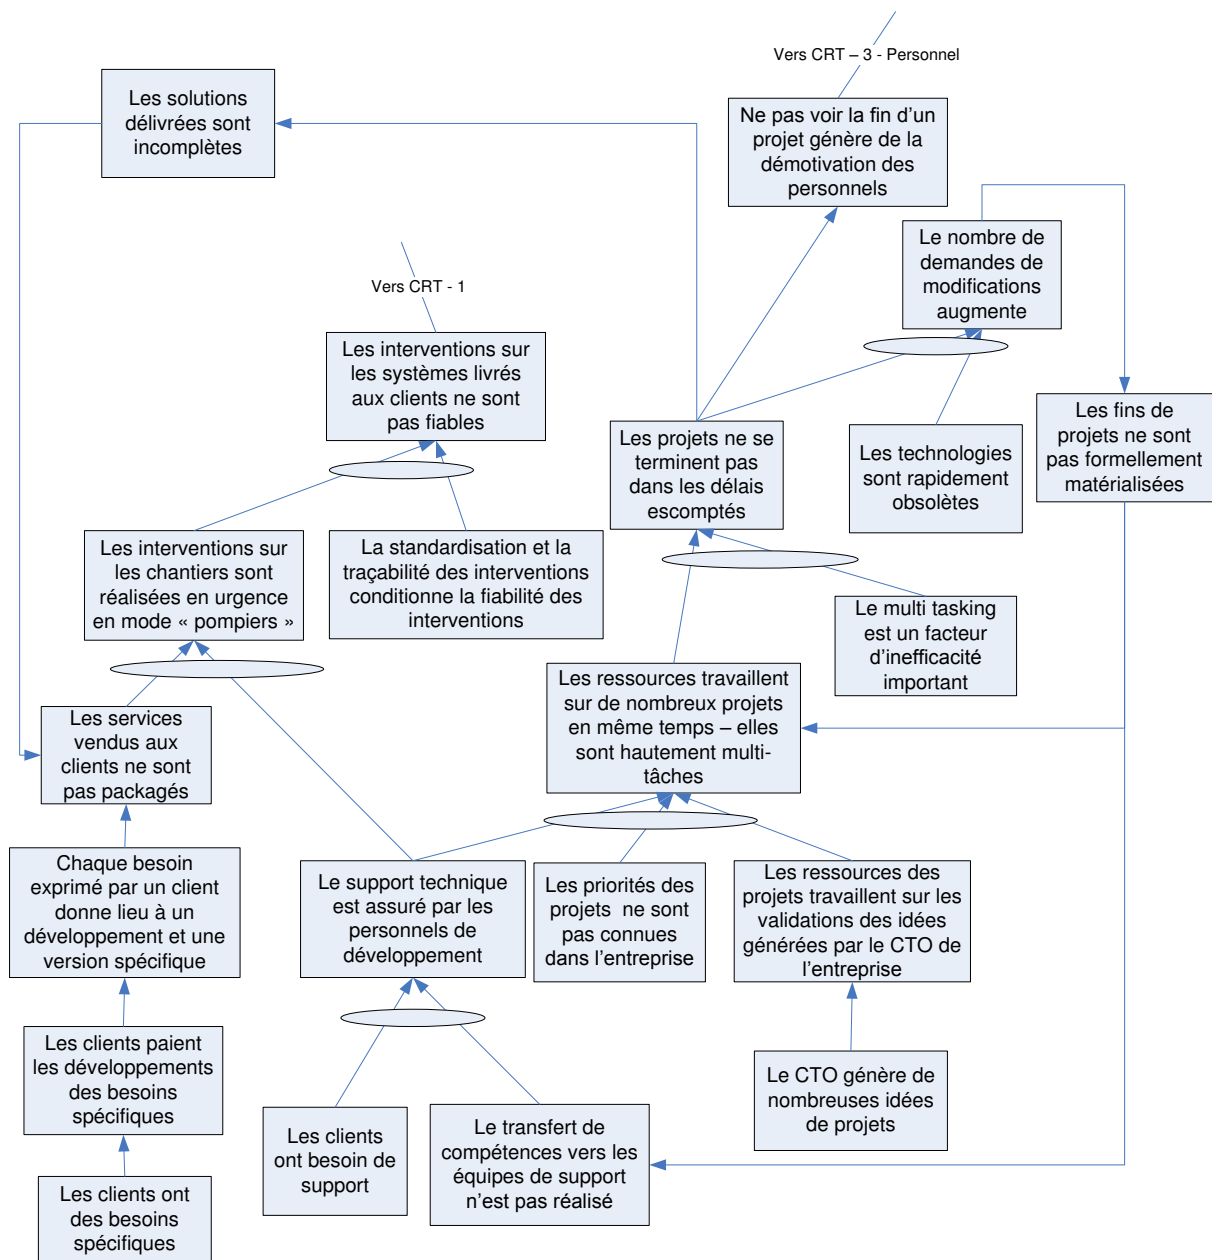 Vers CRT – 3 - Personnel
Les solutions
délivrées sont
incomplètes
Ne pas voir la fin d’un
projet génère de la
démotivation des
personnels
Le nombre de
demandes de
modifications
augmente
Vers CRT - 1
Les interventions sur
les systèmes livrés
aux clients ne sont
pas fiables
Les projets ne se
terminent pas
dans les délais
escomptés
Les technologies
sont rapidement
obsolètes
Les fins de
projets ne sont
pas formellement
matérialisées
Les interventions sur
les chantiers sont
réalisées en urgence
en mode « pompiers »
La standardisation et la
traçabilité des interventions
conditionne la fiabilité des
interventions
Le multi tasking
est un facteur
d’inefficacité
important
Les services
vendus aux
clients ne sont
pas packagés
Les ressources travaillent
sur de nombreux projets
en même temps – elles
sont hautement multi-
tâches
Chaque besoin
exprimé par un client
donne lieu à un
développement et une
version spécifique
Le support technique
est assuré par les
personnels de
développement
Les priorités des
projets ne sont
pas connues
dans l’entreprise
Les ressources des
projets travaillent sur les
validations des idées
générées par le CTO de
l’entreprise
Les clients paient
les développements
des besoins
spécifiques
Le CTO génère de
nombreuses idées
de projets
Les clients
ont besoin de
support
Le transfert de
compétences vers les
équipes de support
n’est pas réalisé
Les clients ont
des besoins
spécifiques